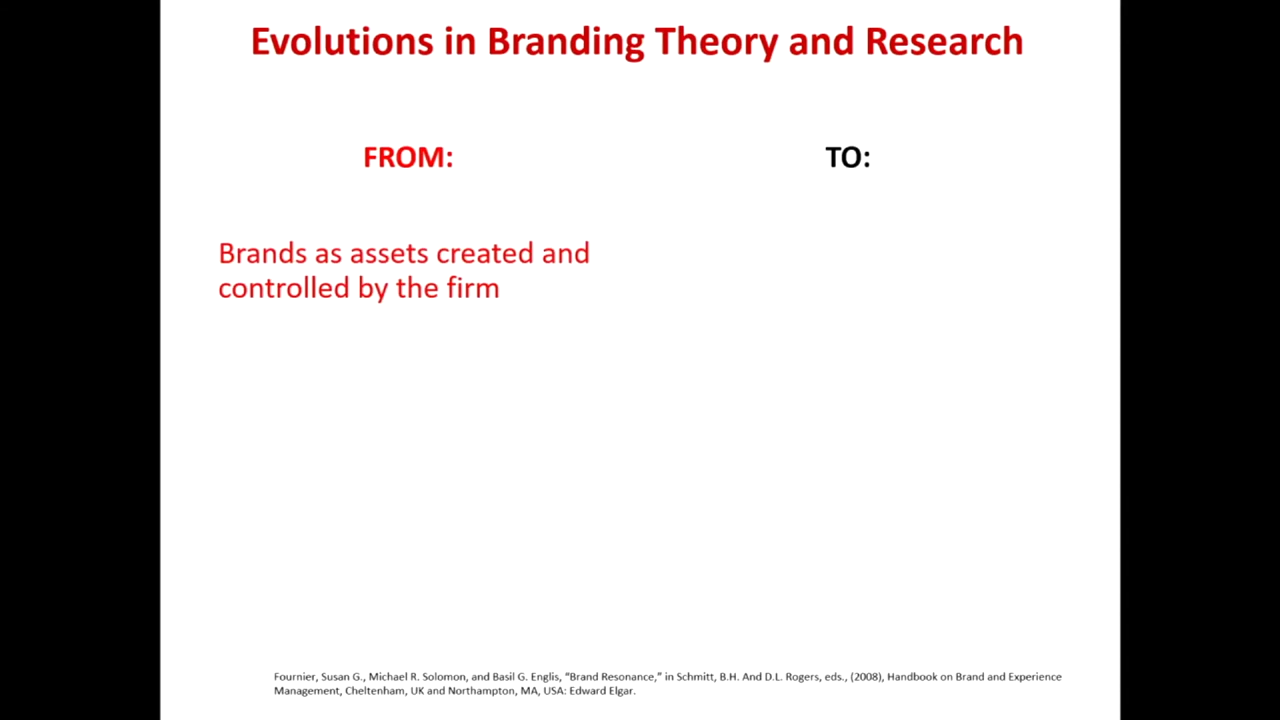 Evolutions in Branding Theory and Research
FROM:
TO:
Brands as assets created and
controlled by the firm
Fournier, Susan G., Michael R. Solomon, and Basil G. Englis, “Brand Resonance,” in Schmitt, B.H. And D.L. Rogers, eds., (2008), Handbook on Brand and Experience
Management, Cheltenham, UK and Northampton, MA, USA: Edward Elgar.